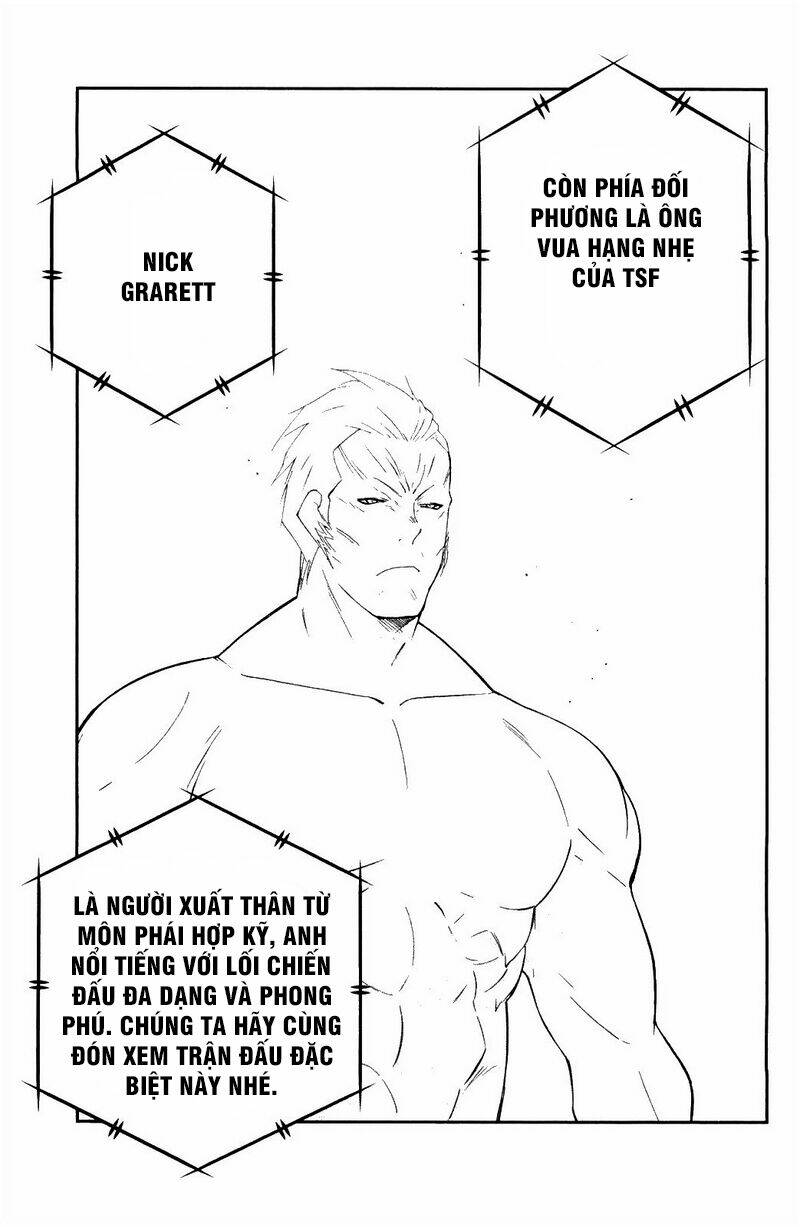 CÒN PHÍA ĐỐI
PHƯƠNG LÀ ÔNG
VUA HẠNG NHẸ
CỦA TSF
NICK
GRARETT
LÀ NGƯỜI XUẤT THÂN TỪ
MÔN PHÁI HỢP KỸ, ANH
NỔI TIẾNG VỚI LỐI CHIẾN
ĐẤU ĐA DẠNG VÀ PHONG
PHÚ. CHÚNG TA HÃY CÙNG
ĐÓN XEM TRẬN ĐẤU ĐẶC
BIỆT NÀY NHÉ.